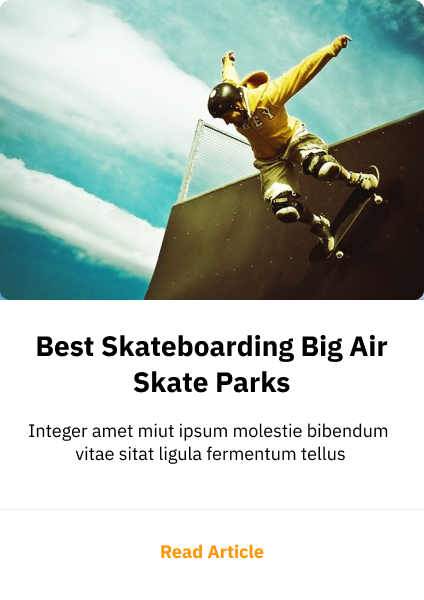 Best Skateboarding Big Air
Skate Parks
Integer amet miut ipsum molestie bibendum
vitae sitat ligula fermentum tellus
Read Article